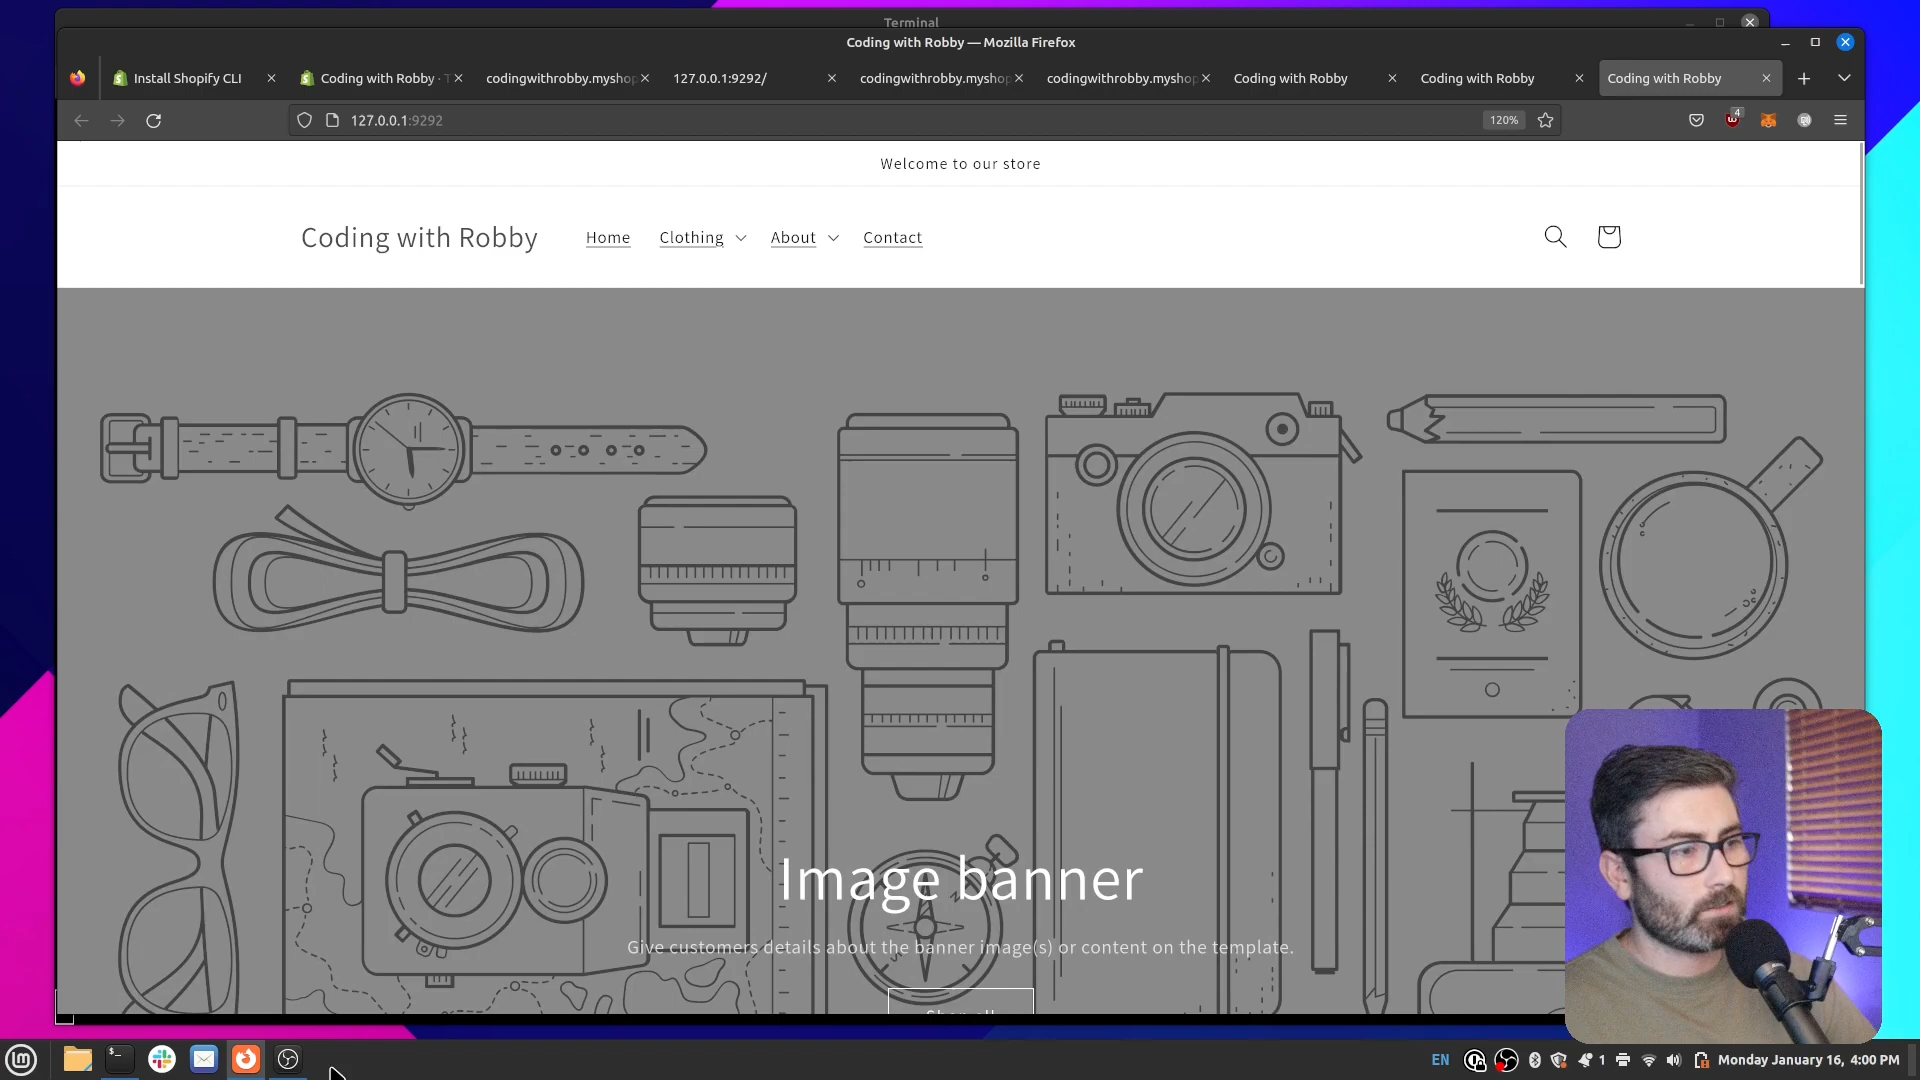 Terminal
Coding with Robby — Mozilla Firefox
Install Shopify CLI
Coding with Robby · T
codingwithrobby.myshop
127.0.0.1:9292/
codingwithrobby.myshop
codingwithrobby.myshop
Coding with Robby
Coding with Robby
Coding with Robby
127.0.0.1:9292
120%
4
Welcome to our store
Coding with Robby
Home
Clothing
About
Contact
Image banner
Give customers details about the banner image(s) or content on the template.
Shop all
EN
1
Monday January 16, 4:00 PM